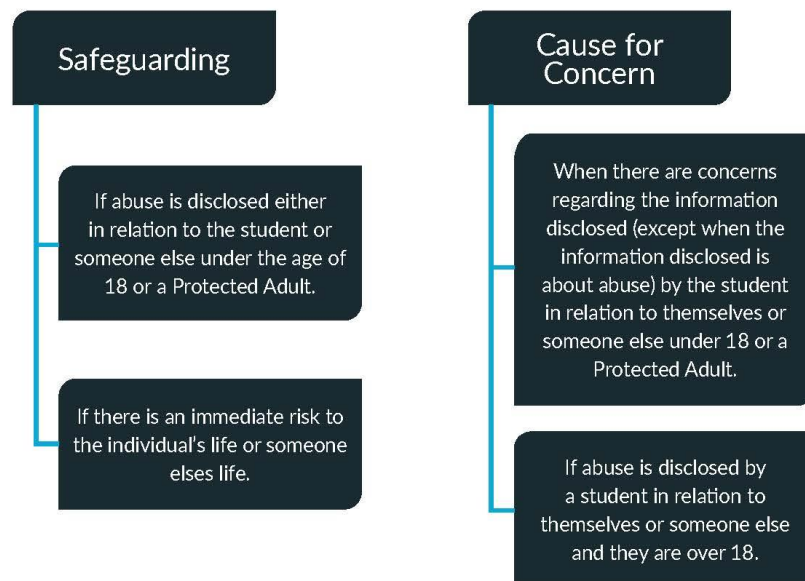 Safeguarding
If abuse is disclosed either
in relation to the student or
someone else under the age of
18 or a Protected Adult.
If there is an immediate risk to
the individual's life or someone
elses life.
Cause for
Concern
When there are concerns
regarding the information
disclosed (except when the
information disclosed is
about abuse) by the student
in relation to themselves or
someone else under 18 or a
Protected Adult.
If abuse is disclosed by
a student in relation to
themselves or someone else
and they are over 18.